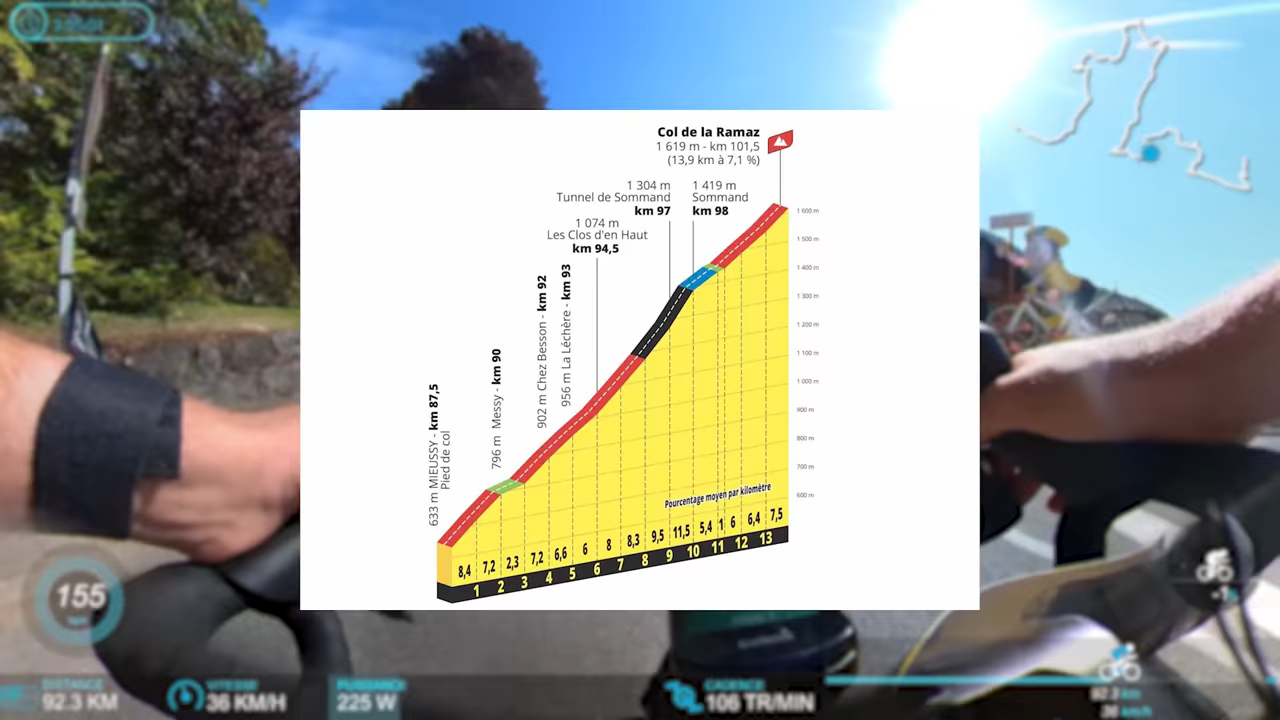 Col de la Ramaz
1 619 m - km 101,5
(13,9 km à 7,1 %)
1 304 m
Tunnel de Sommand
km 97
1 419 m
Sommand
km 98
1 074 m
Les Clos d'en Haut
km 94,5
956 m La Léchère - km 93
902 m Chez Besson - km 92
796 m Messy - km 90
633 m MIEUSSY - km 87,5
Pied de col
1 600 m
1 500 m
1 400 m
1 300 m
1 200 m
1 100 m
1 000 m
900 m
800 m
700 m
600 m
Pourcentage moyen par kilomètre
8,4 7,2 2,3 7,2 6,6 6 8 8,3 9,5 11,5 5,4 1 6 6,4 7,5
1 2 3 4 5 6 7 8 9 10 11 12 13
155
DISTANCE
92.3 KM
VITESSE
36 KM/H
PUISSANCE
225 W
CADENCE
106 TR/MIN
92.3 km
36 km/h